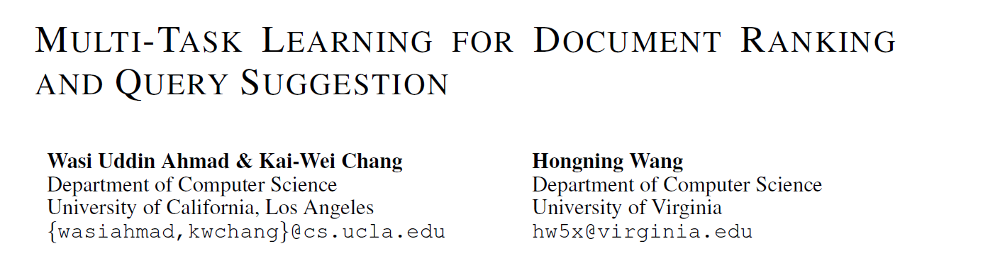 MULTI-TASK LEARNING FOR DOCUMENT RANKING
AND QUERY SUGGESTION
Wasi Uddin Ahmad & Kai-Wei Chang
Department of Computer Science
University of California, Los Angeles
{wasiahmad,kwchang}@cs.ucla.edu
Hongning Wang
Department of Computer Science
University of Virginia
hw5x@virginia.edu